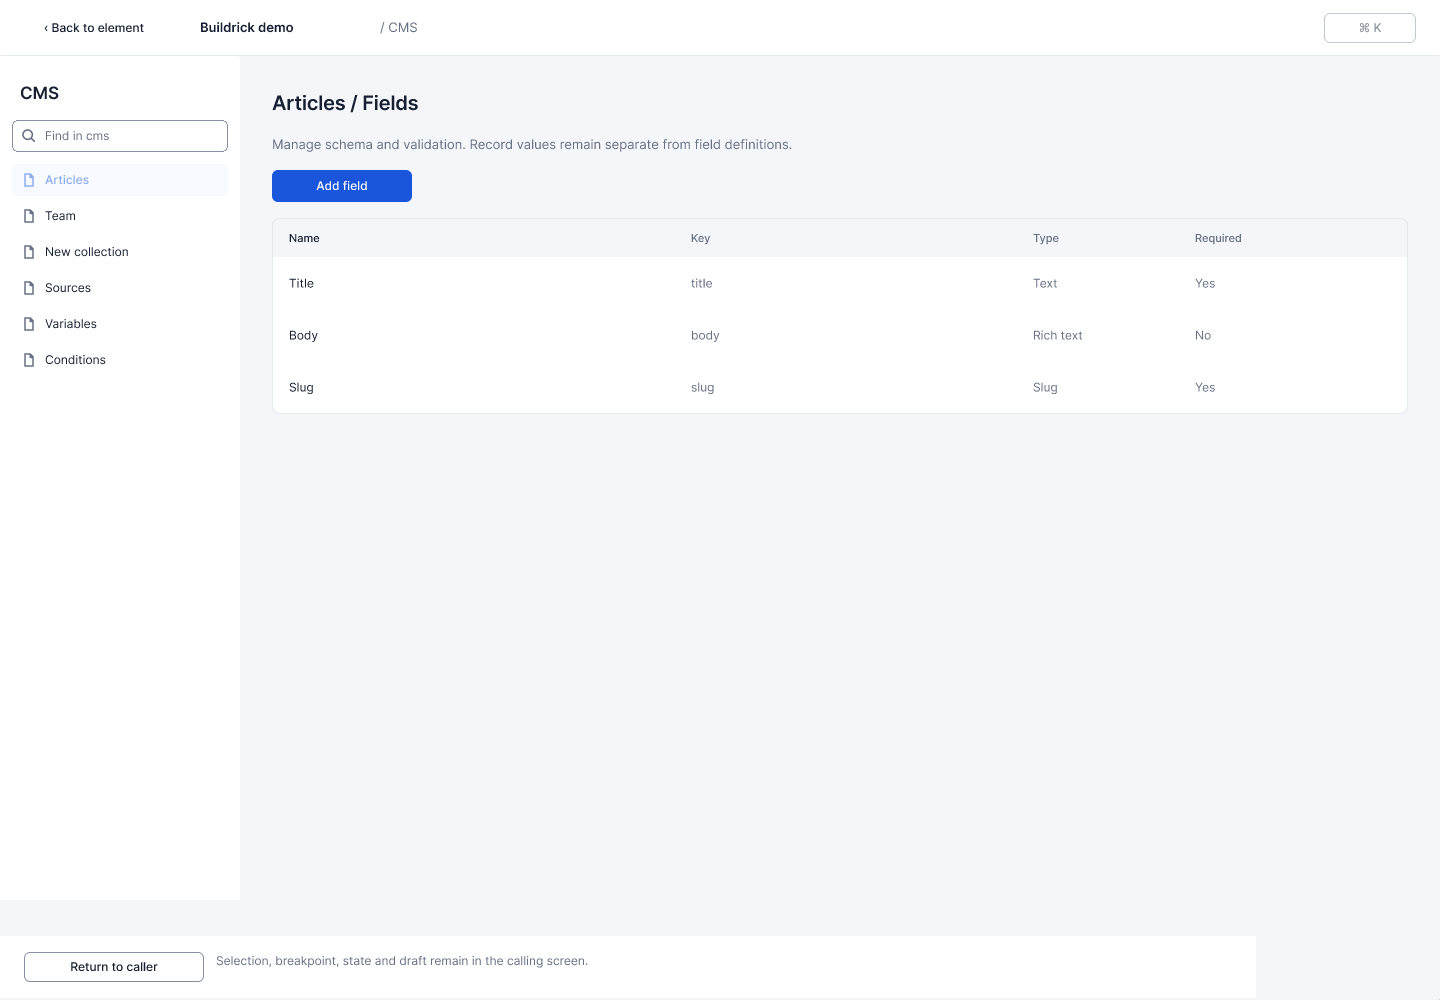 ‹ Back to element
Buildrick demo
/ CMS
⌘ K
CMS
Find in cms
Articles
Team
New collection
Sources
Variables
Conditions
Articles / Fields
Manage schema and validation. Record values remain separate from field definitions.
Add field
Name Key Type Required
Title title Text Yes
Body body Rich text No
Slug slug Slug Yes
Return to caller
Selection, breakpoint, state and draft remain in the calling screen.